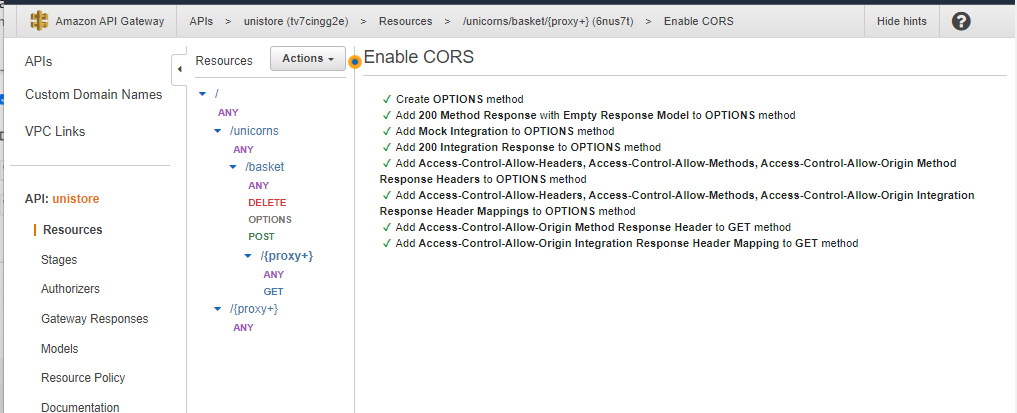 Amazon API Gateway
APIs > unistore (tv7cingg2e) > Resources > /unicorns/basket/{proxy+} (6nus7t) > Enable CORS
Hide hints
?
APIs
Custom Domain Names
VPC Links
API: unistore
Resources
Stages
Authorizers
Gateway Responses
Models
Resource Policy
Documentation
Resources
Actions
/
ANY
/unicorns
ANY
/basket
ANY
DELETE
OPTIONS
POST
/{proxy+}
ANY
GET
/{proxy+}
ANY
Enable CORS
✓ Create OPTIONS method
✓ Add 200 Method Response with Empty Response Model to OPTIONS method
✓ Add Mock Integration to OPTIONS method
✓ Add 200 Integration Response to OPTIONS method
✓ Add Access-Control-Allow-Headers, Access-Control-Allow-Methods, Access-Control-Allow-Origin Method
Response Headers to OPTIONS method
✓ Add Access-Control-Allow-Headers, Access-Control-Allow-Methods, Access-Control-Allow-Origin Integration
Response Header Mappings to OPTIONS method
✓ Add Access-Control-Allow-Origin Method Response Header to GET method
✓ Add Access-Control-Allow-Origin Integration Response Header Mapping to GET method